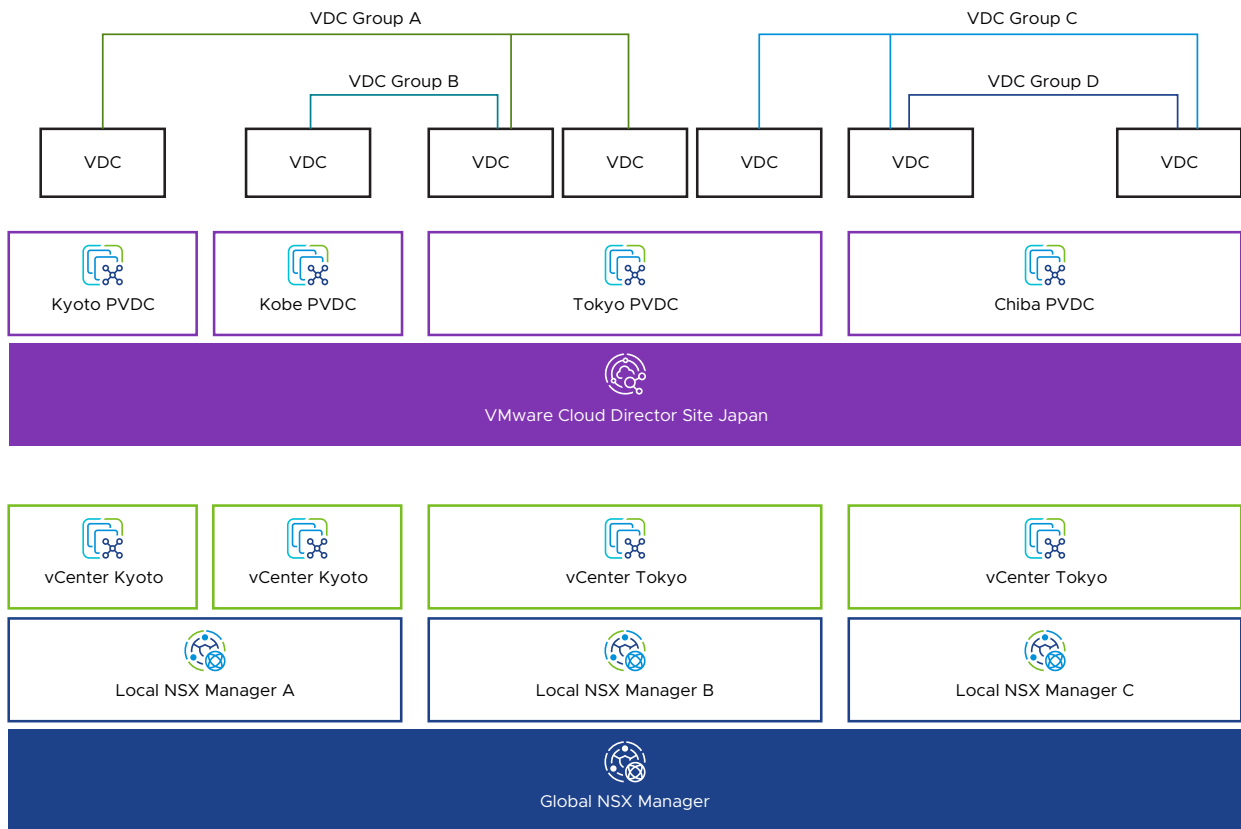 VDC Group A
VDC Group C
VDC Group B
VDC Group D
VDC
VDC
VDC
VDC
VDC
VDC
VDC
Kyoto PVDC
Kobe PVDC
Tokyo PVDC
Chiba PVDC
VMware Cloud Director Site Japan
vCenter Kyoto
vCenter Kyoto
vCenter Tokyo
vCenter Tokyo
Local NSX Manager A
Local NSX Manager B
Local NSX Manager C
Global NSX Manager